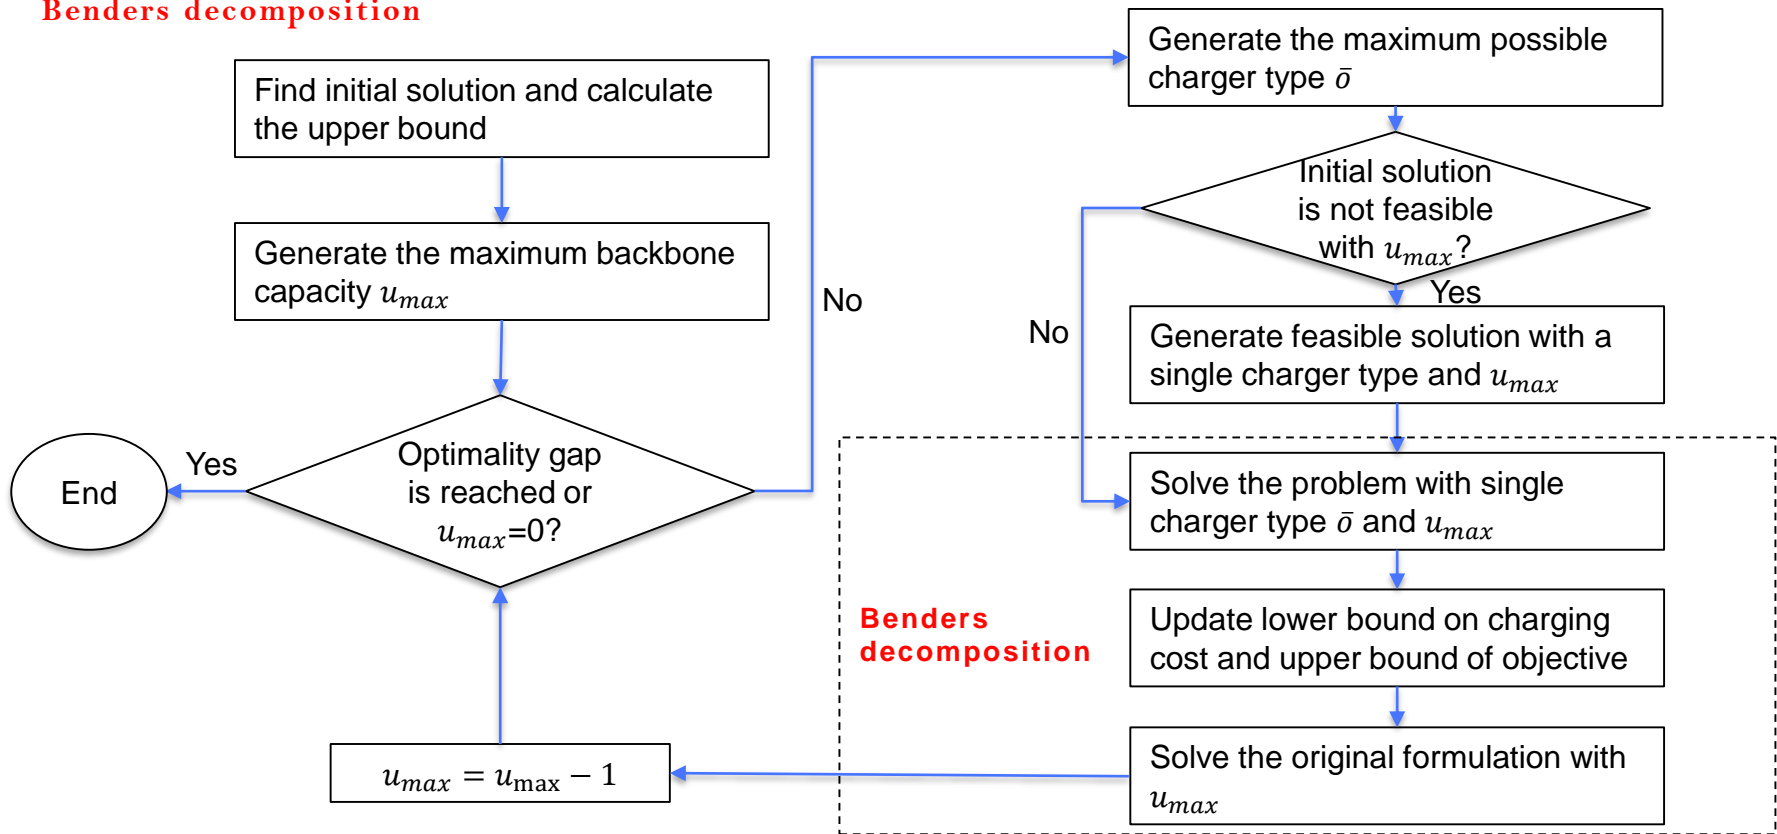 Benders decomposition
Find initial solution and calculate
the upper bound
Generate the maximum backbone
capacity u_max
Optimality gap
is reached or
u_max=0?
Yes
End
No
Generate the maximum possible
charger type ō
Initial solution
is not feasible
with u_max?
Yes
No
Generate feasible solution with a
single charger type and u_max
Solve the problem with single
charger type ō and u_max
Benders
decomposition
Update lower bound on charging
cost and upper bound of objective
Solve the original formulation with
u_max
u_max = u_max − 1